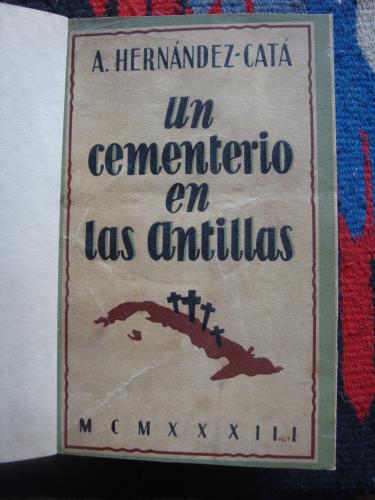 A. HERNÁNDEZ-CATÁ
un
cementerio
en
las antillas
MCMXXXIII